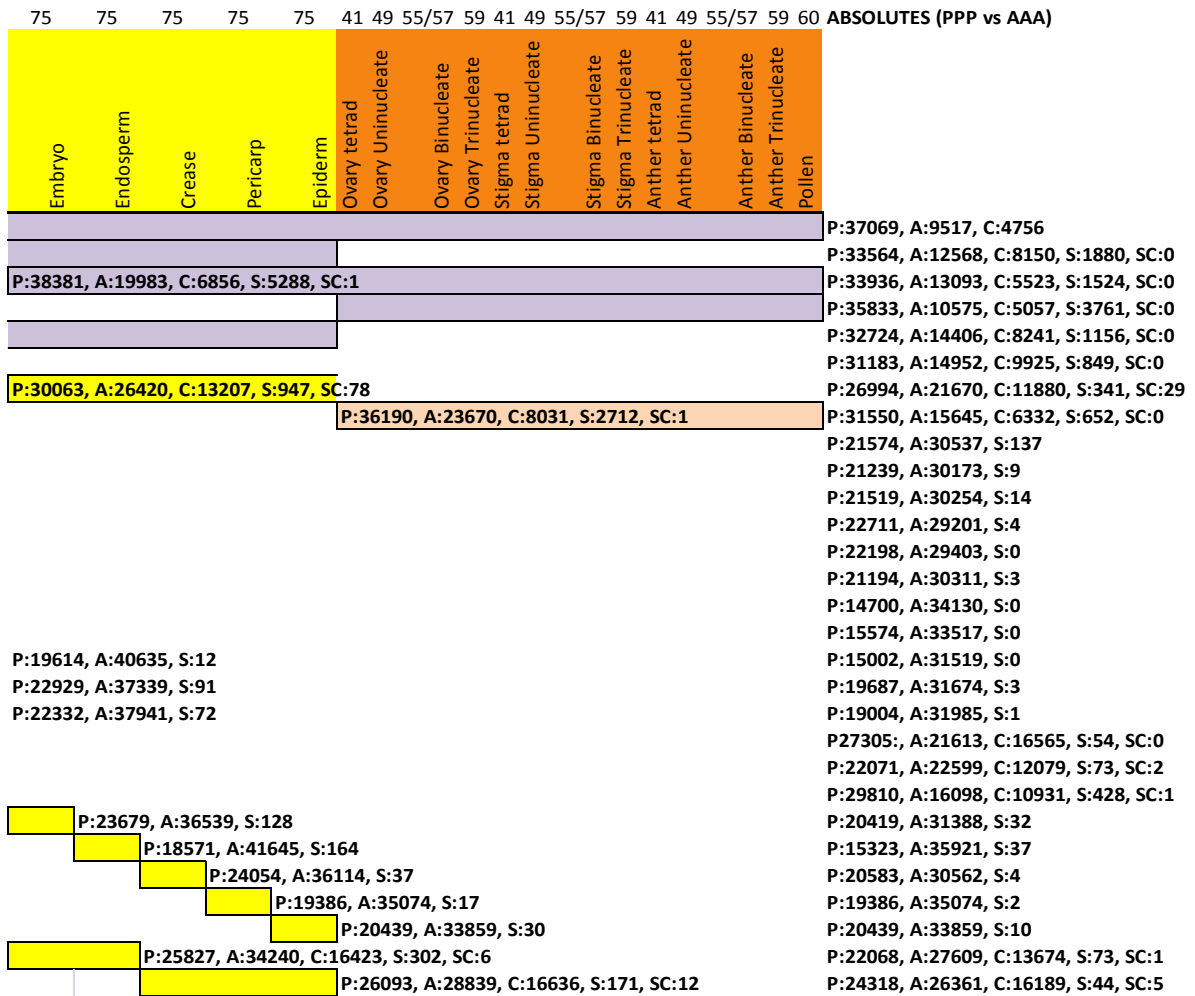 75 75 75 75 75 41 49 55/57 59 41 49 55/57 59 41 49 55/57 59 60 ABSOLUTES (PPP vs AAA)
Embryo
Endosperm
Crease
Pericarp
Epiderm
Ovary tetrad
Ovary Uninucleate
Ovary Binucleate
Ovary Trinucleate
Stigma tetrad
Stigma Uninucleate
Stigma Binucleate
Stigma Trinucleate
Anther tetrad
Anther Uninucleate
Anther Binucleate
Anther Trinucleate
Pollen
P:37069, A:9517, C:4756
P:33564, A:12568, C:8150, S:1880, SC:0
P:38381, A:19983, C:6856, S:5288, SC:1 P:33936, A:13093, C:5523, S:1524, SC:0
P:35833, A:10575, C:5057, S:3761, SC:0
P:32724, A:14406, C:8241, S:1156, SC:0
P:31183, A:14952, C:9925, S:849, SC:0
P:30063, A:26420, C:13207, S:947, SC:78 P:26994, A:21670, C:11880, S:341, SC:29
P:36190, A:23670, C:8031, S:2712, SC:1 P:31550, A:15645, C:6332, S:652, SC:0
P:21574, A:30537, S:137
P:21239, A:30173, S:9
P:21519, A:30254, S:14
P:22711, A:29201, S:4
P:22198, A:29403, S:0
P:21194, A:30311, S:3
P:14700, A:34130, S:0
P:15574, A:33517, S:0
P:19614, A:40635, S:12 P:15002, A:31519, S:0
P:22929, A:37339, S:91 P:19687, A:31674, S:3
P:22332, A:37941, S:72 P:19004, A:31985, S:1
P27305:, A:21613, C:16565, S:54, SC:0
P:22071, A:22599, C:12079, S:73, SC:2
P:29810, A:16098, C:10931, S:428, SC:1
P:23679, A:36539, S:128 P:20419, A:31388, S:32
P:18571, A:41645, S:164 P:15323, A:35921, S:37
P:24054, A:36114, S:37 P:20583, A:30562, S:4
P:19386, A:35074, S:17 P:19386, A:35074, S:2
P:20439, A:33859, S:30 P:20439, A:33859, S:10
P:25827, A:34240, C:16423, S:302, SC:6 P:22068, A:27609, C:13674, S:73, SC:1
P:26093, A:28839, C:16636, S:171, SC:12 P:24318, A:26361, C:16189, S:44, SC:5